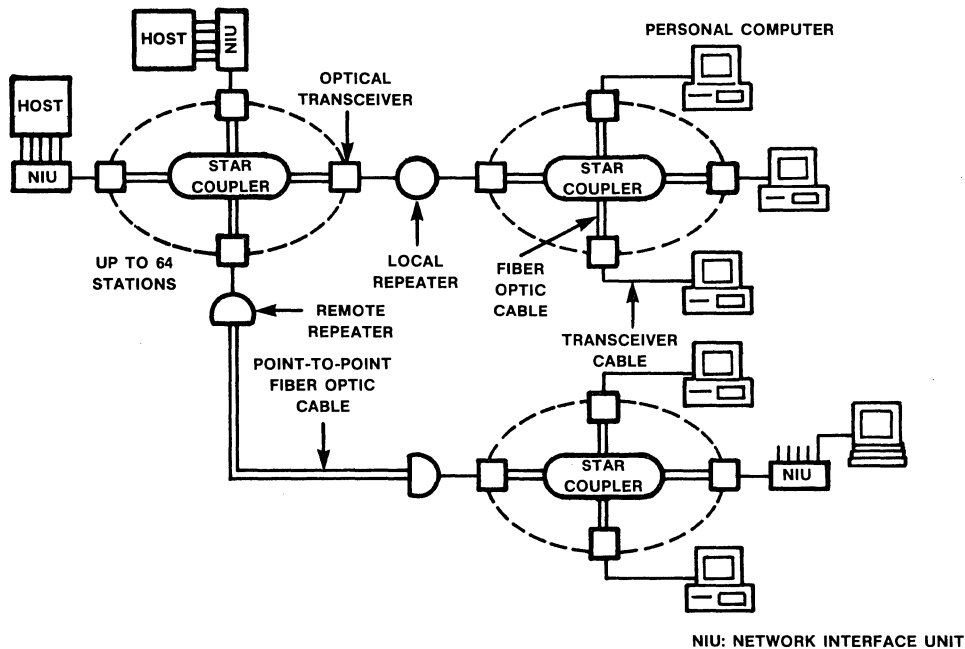 HOST
NIU
PERSONAL COMPUTER
OPTICAL
TRANSCEIVER
HOST
NIU
STAR
COUPLER
STAR
COUPLER
UP TO 64
STATIONS
LOCAL
REPEATER
FIBER
OPTIC
CABLE
REMOTE
REPEATER
TRANSCEIVER
CABLE
POINT-TO-POINT
FIBER OPTIC
CABLE
STAR
COUPLER
NIU
NIU: NETWORK INTERFACE UNIT